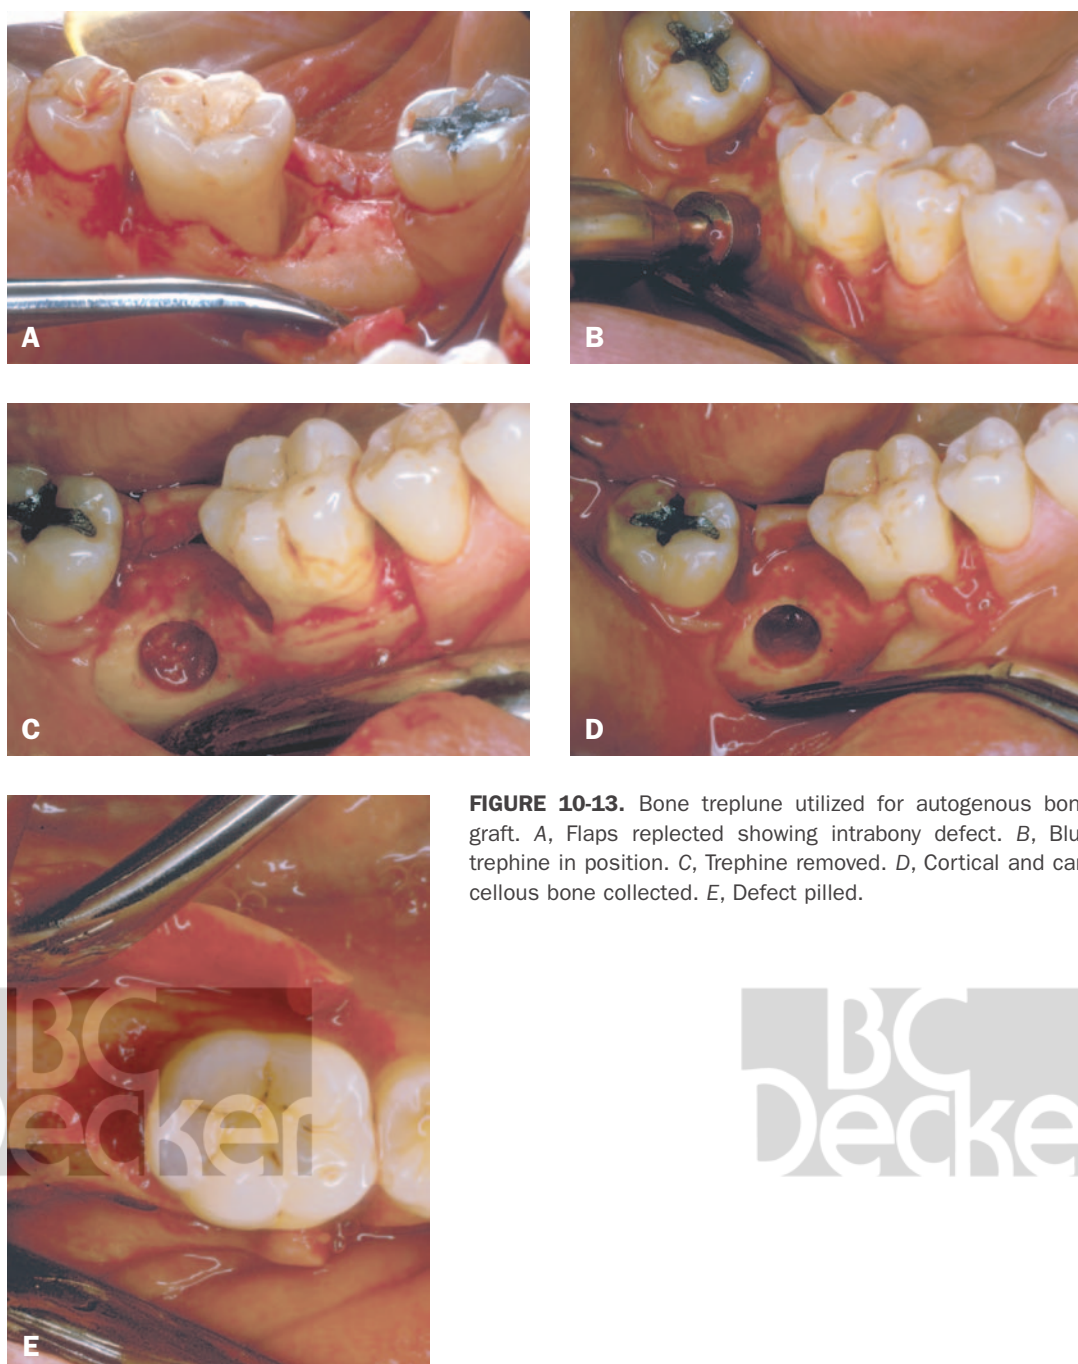 A
B
C
D
FIGURE 10-13. Bone treplune utilized for autogenous bon
graft. A, Flaps replected showing intrabony defect. B, Blu
trephine in position. C, Trephine removed. D, Cortical and can
cellous bone collected. E, Defect pilled.
BC
Decker
BC
Decke
E